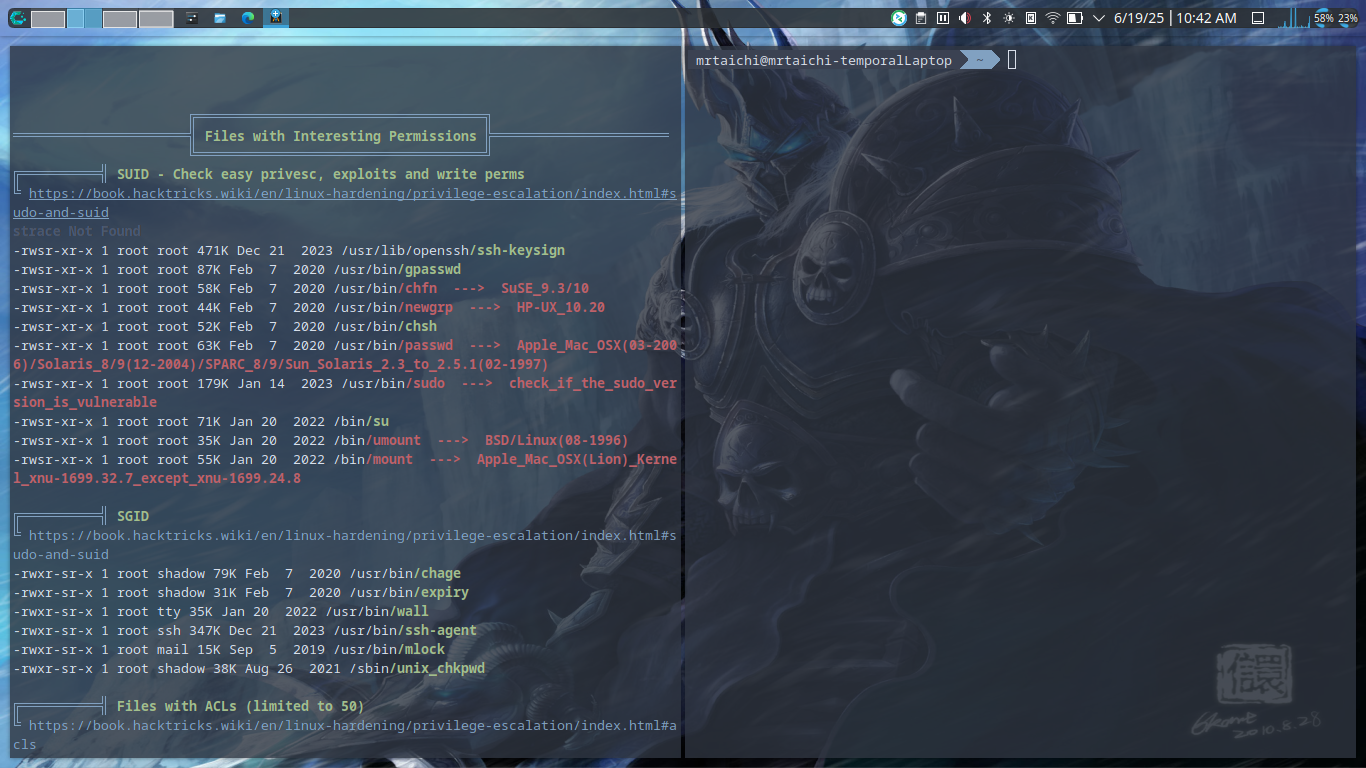 6/19/25 | 10:42 AM
58% 23%
Files with Interesting Permissions
SUID - Check easy privesc, exploits and write perms
https://book.hacktricks.wiki/en/linux-hardening/privilege-escalation/index.html#s
udo-and-suid
strace Not Found
-rwsr-xr-x 1 root root 471K Dec 21  2023 /usr/lib/openssh/ssh-keysign
-rwsr-xr-x 1 root root 87K Feb  7  2020 /usr/bin/gpasswd
-rwsr-xr-x 1 root root 58K Feb  7  2020 /usr/bin/chfn  --->  SuSE_9.3/10
-rwsr-xr-x 1 root root 44K Feb  7  2020 /usr/bin/newgrp  --->  HP-UX_10.20
-rwsr-xr-x 1 root root 52K Feb  7  2020 /usr/bin/chsh
-rwsr-xr-x 1 root root 63K Feb  7  2020 /usr/bin/passwd  --->  Apple_Mac_OSX(03-200
6)/Solaris_8/9(12-2004)/SPARC_8/9/Sun_Solaris_2.3_to_2.5.1(02-1997)
-rwsr-xr-x 1 root root 179K Jan 14  2023 /usr/bin/sudo  --->  check_if_the_sudo_ver
sion_is_vulnerable
-rwsr-xr-x 1 root root 71K Jan 20  2022 /bin/su
-rwsr-xr-x 1 root root 35K Jan 20  2022 /bin/umount  --->  BSD/Linux(08-1996)
-rwsr-xr-x 1 root root 55K Jan 20  2022 /bin/mount  --->  Apple_Mac_OSX(Lion)_Kerne
l_xnu-1699.32.7_except_xnu-1699.24.8
SGID
https://book.hacktricks.wiki/en/linux-hardening/privilege-escalation/index.html#s
udo-and-suid
-rwxr-sr-x 1 root shadow 79K Feb  7  2020 /usr/bin/chage
-rwxr-sr-x 1 root shadow 31K Feb  7  2020 /usr/bin/expiry
-rwxr-sr-x 1 root tty 35K Jan 20  2022 /usr/bin/wall
-rwxr-sr-x 1 root ssh 347K Dec 21  2023 /usr/bin/ssh-agent
-rwxr-sr-x 1 root mail 15K Sep  5  2019 /usr/bin/mlock
-rwxr-sr-x 1 root shadow 38K Aug 26  2021 /sbin/unix_chkpwd
Files with ACLs (limited to 50)
https://book.hacktricks.wiki/en/linux-hardening/privilege-escalation/index.html#a
cls
mrtaichi@mrtaichi-temporalLaptop ~
2010.8.28